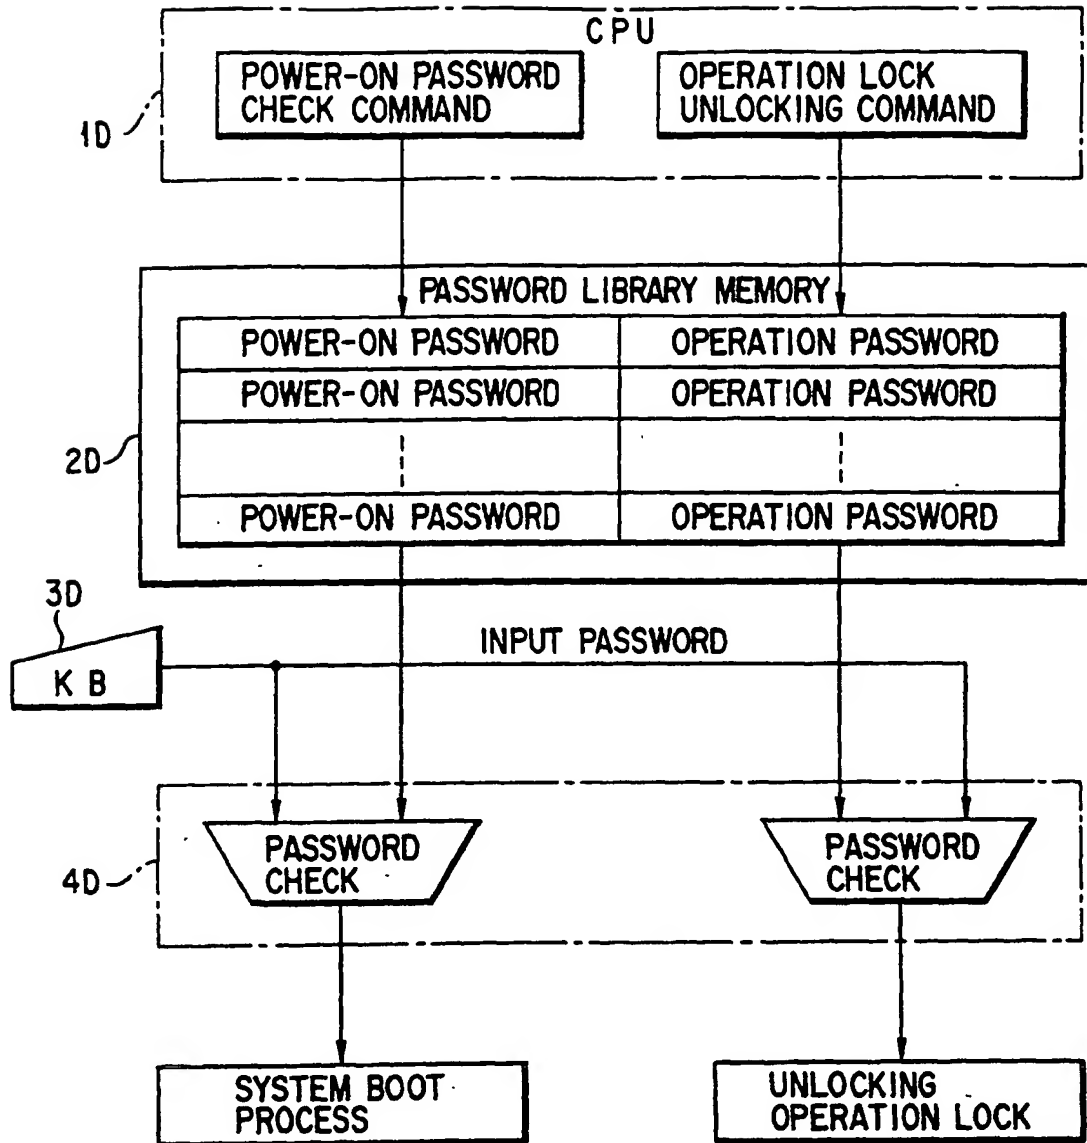 CPU
POWER-ON PASSWORD
CHECK COMMAND
OPERATION LOCK
UNLOCKING COMMAND
1D
PASSWORD LIBRARY MEMORY
POWER-ON PASSWORD
OPERATION PASSWORD
POWER-ON PASSWORD
OPERATION PASSWORD
2D
POWER-ON PASSWORD
OPERATION PASSWORD
3D
KB
INPUT PASSWORD
4D
PASSWORD
CHECK
PASSWORD
CHECK
SYSTEM BOOT
PROCESS
UNLOCKING
OPERATION LOCK